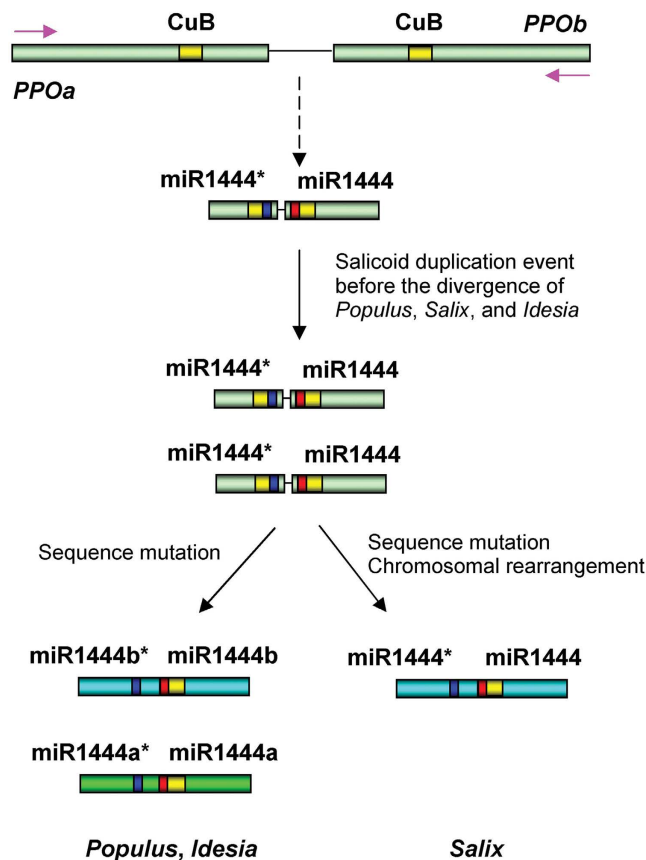 CuB CuB PPOb
PPOa
miR1444* miR1444
Salicoid duplication event
before the divergence of
Populus, Salix, and Idesia
miR1444* miR1444
miR1444* miR1444
Sequence mutation
Sequence mutation
Chromosomal rearrangement
miR1444b* miR1444b
miR1444* miR1444
miR1444a* miR1444a
Populus, Idesia
Salix